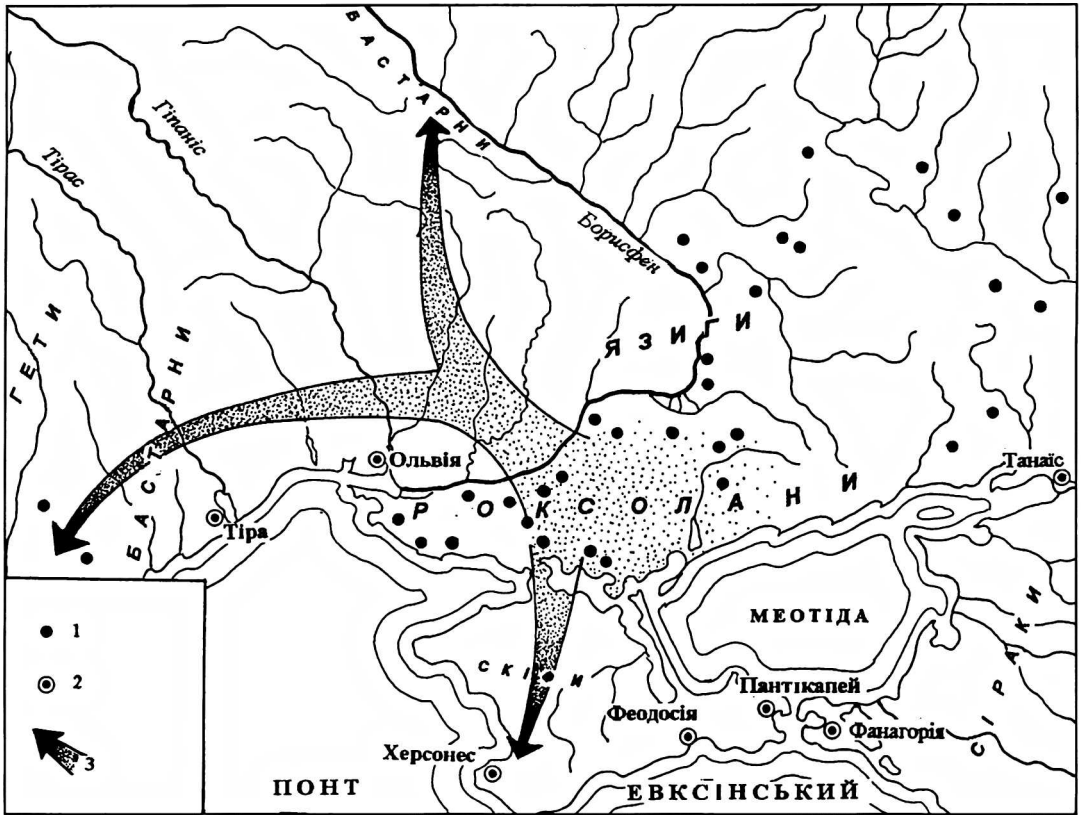 БАСТАРНИ
Гіпаніс
Тірас
Борисфен
ГЕТИ
БАСТАРНИ
ЯЗИГИ
Ольвія
Танаїс
РОКСОЛАНИ
Тіра
МЕОТІДА
СІРАКИ
СКІФИ
Пантікапей
Феодосія
Фанагорія
Херсонес
ПОНТ
ЕВКСІНСЬКИЙ
1
2
3